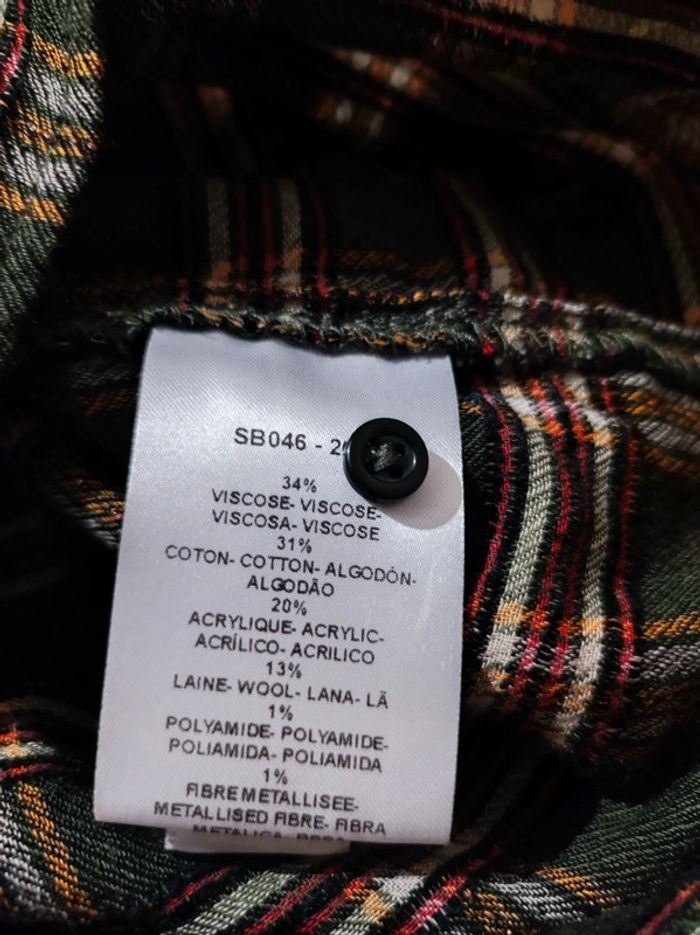 SB046 - 2
34%
VISCOSE- VISCOSE-
VISCOSA- VISCOSE
31%
COTON- COTTON- ALGODÓN-
ALGODÃO
20%
ACRYLIQUE- ACRYLIC-
ACRÍLICO- ACRILICO
13%
LAINE- WOOL- LANA- LÃ
1%
POLYAMIDE- POLYAMIDE-
POLIAMIDA- POLIAMIDA
1%
FIBRE METALLISEE-
METALLISED FIBRE- FIBRA